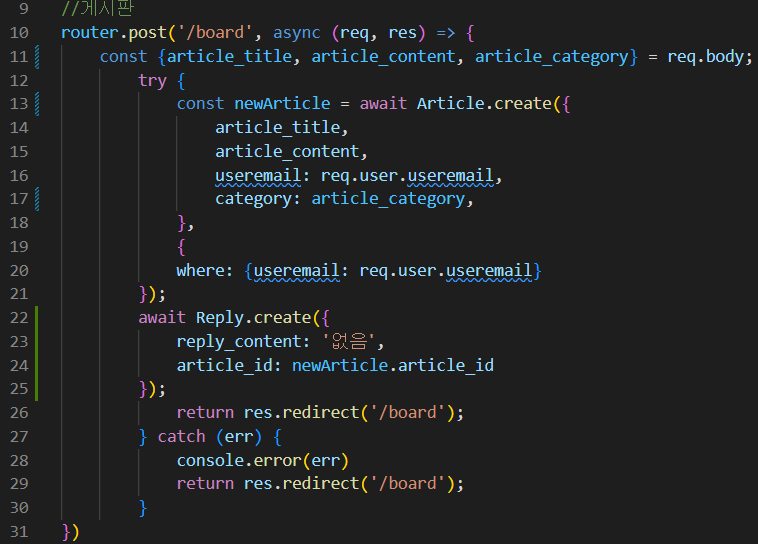 9 //게시판
10 router.post('/board', async (req, res) => {
11 const {article_title, article_content, article_category} = req.body;
12 try {
13 const newArticle = await Article.create({
14 article_title,
15 article_content,
16 useremail: req.user.useremail,
17 category: article_category,
18 },
19 {
20 where: {useremail: req.user.useremail}
21 });
22 await Reply.create({
23 reply_content: '없음',
24 article_id: newArticle.article_id
25 });
26 return res.redirect('/board');
27 } catch (err) {
28 console.error(err)
29 return res.redirect('/board');
30 }
31 })